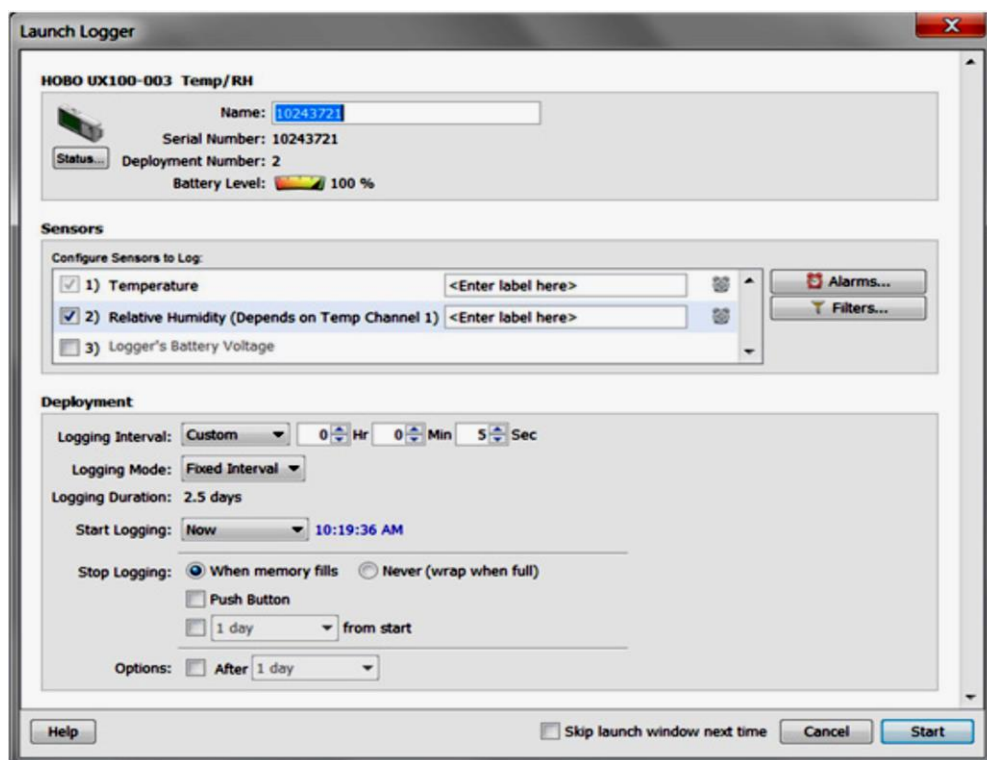 Launch Logger
HOBO UX100-003 Temp/RH
Name: 10243721
Serial Number: 10243721
Status... Deployment Number: 2
Battery Level: 100 %
Sensors
Configure Sensors to Log:
1) Temperature <Enter label here>
Alarms...
2) Relative Humidity (Depends on Temp Channel 1) <Enter label here>
Filters...
3) Logger's Battery Voltage
Deployment
Logging Interval: Custom 0 Hr 0 Min 5 Sec
Logging Mode: Fixed Interval
Logging Duration: 2.5 days
Start Logging: Now 10:19:36 AM
Stop Logging: When memory fills Never (wrap when full)
Push Button
1 day from start
Options: After 1 day
Help Skip launch window next time Cancel Start